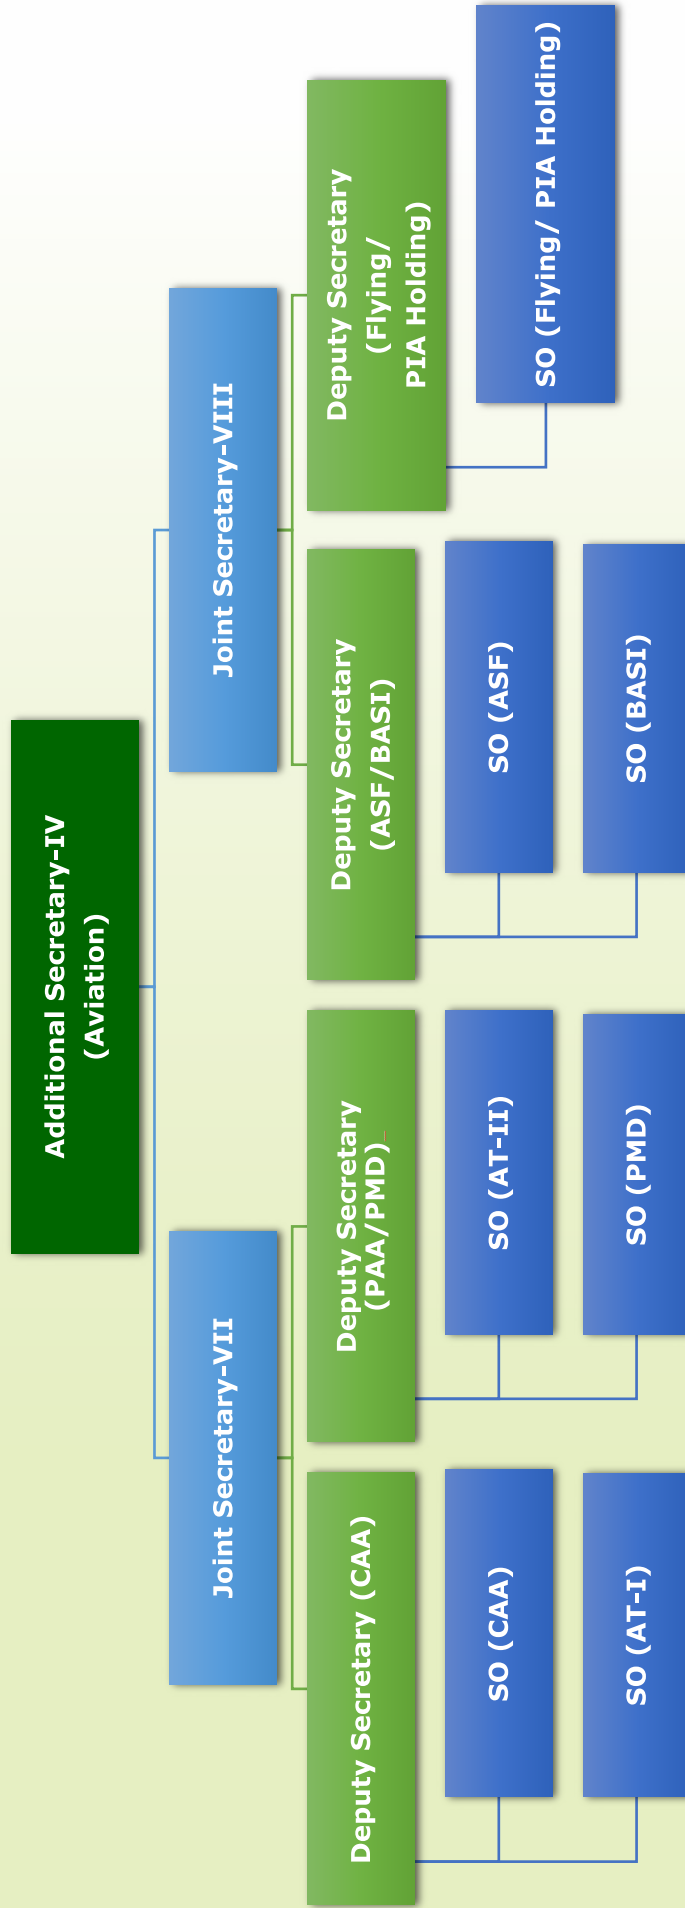 Additional Secretary-IV
(Aviation)
Joint Secretary-VII
Joint Secretary-VIII
Deputy Secretary (CAA)
Deputy Secretary
(PAA/PMD)
Deputy Secretary
(ASF/BASI)
Deputy Secretary
(Flying/
PIA Holding)
SO (CAA)
SO (AT-II)
SO (ASF)
SO (Flying/ PIA Holding)
SO (AT-I)
SO (PMD)
SO (BASI)